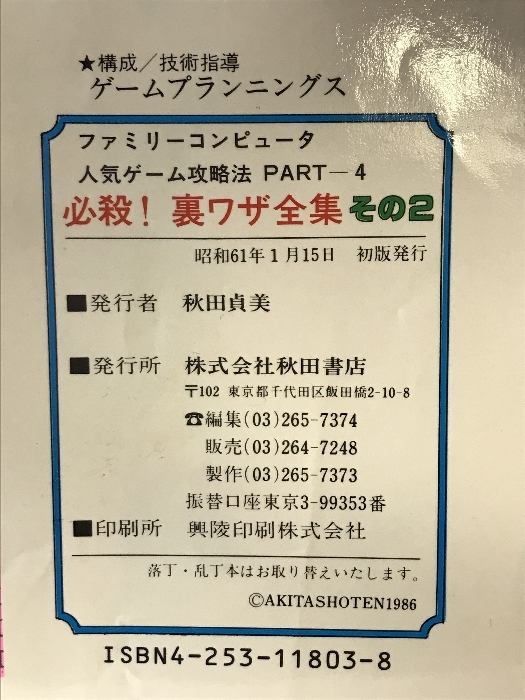 ★構成／技術指導
ゲームプランニングス
ファミリーコンピュータ
人気ゲーム攻略法 PART—4
必殺! 裏ワザ全集その2
昭和61年1月15日 初版発行
■発行者 秋田貞美
■発行所 株式会社秋田書店
〒102 東京都千代田区飯田橋2-10-8
☎編集(03)265-7374
販売(03)264-7248
製作(03)265-7373
振替口座東京3-99353番
■印刷所 興陵印刷株式会社
落丁・乱丁本はお取り替えいたします。
©AKITASHOTEN1986
ISBN4-253-11803-8